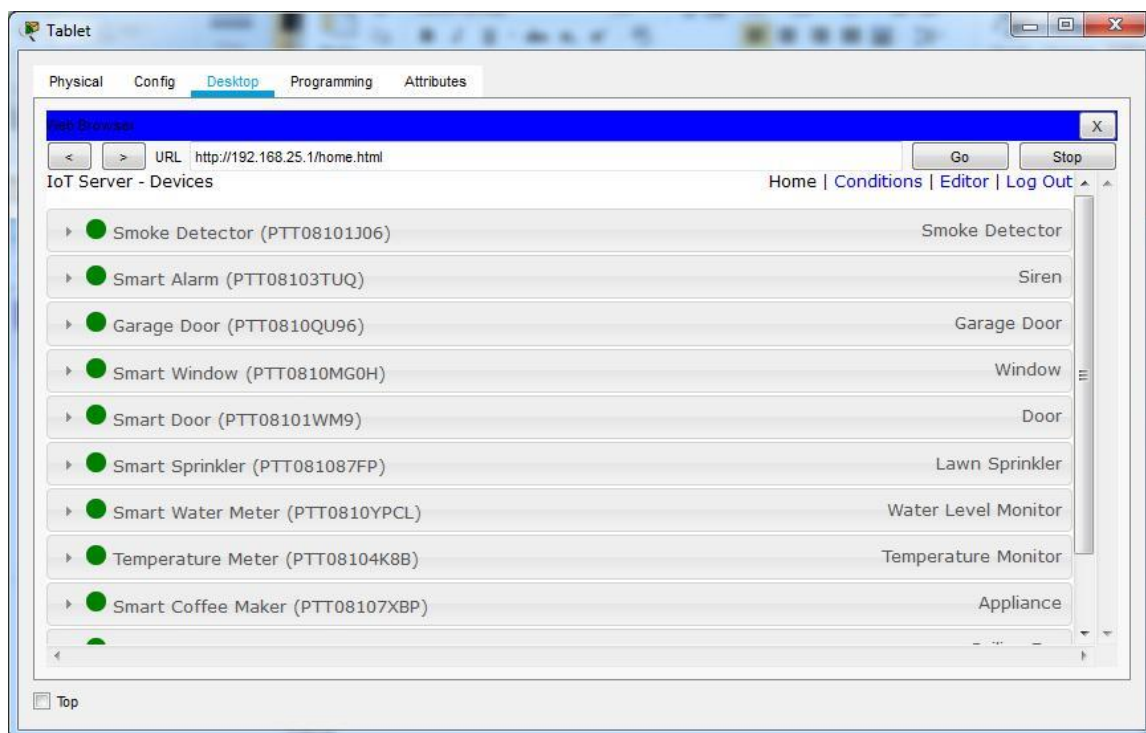 Tablet
Physical Config Desktop Programming Attributes
Web Browser X
< > URL http://192.168.25.1/home.html Go Stop
IoT Server - Devices Home | Conditions | Editor | Log Out
Smoke Detector (PTT08101J06) Smoke Detector
Smart Alarm (PTT08103TUQ) Siren
Garage Door (PTT0810QU96) Garage Door
Smart Window (PTT0810MG0H) Window
Smart Door (PTT08101WM9) Door
Smart Sprinkler (PTT081087FP) Lawn Sprinkler
Smart Water Meter (PTT0810YPCL) Water Level Monitor
Temperature Meter (PTT08104K8B) Temperature Monitor
Smart Coffee Maker (PTT08107XBP) Appliance
Top